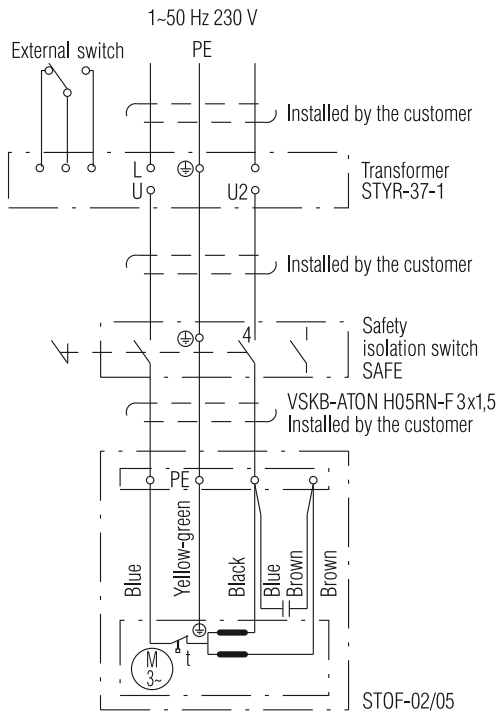 1~50 Hz 230 V
External switch
PE
Installed by the customer
L
Transformer
STYR-37-1
U
U2
Installed by the customer
4
Safety
isolation switch
SAFE
VSKB-ATON H05RN-F 3x1,5
Installed by the customer
PE
Blue
Yellow-green
Black
Blue
Brown
Brown
M
3~
t
STOF-02/05